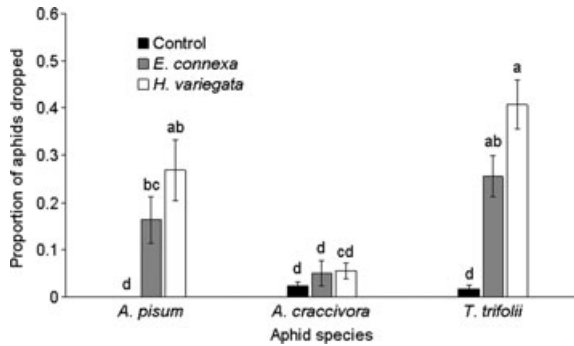 0.6
0.5
0.4
0.3
0.2
0.1
0
Proportion of aphids dropped
Control
E. connexa
H. variegata
d
bc
ab
d
d
cd
d
ab
a
A. pisum
A. craccivora
T. trifolii
Aphid species